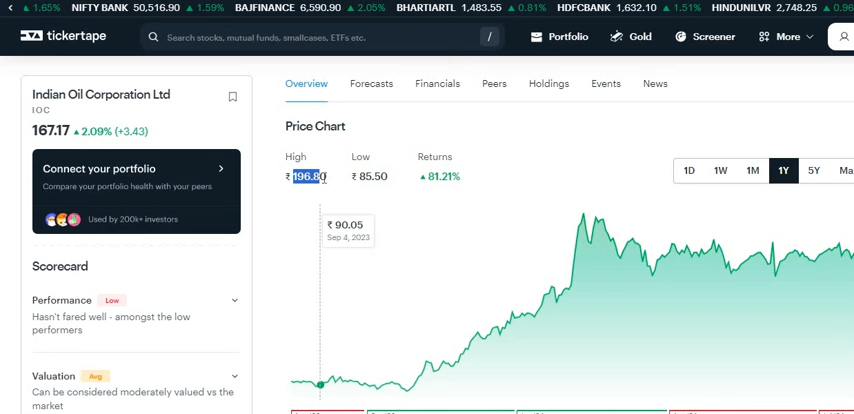 1.65% NIFTY BANK 50,516.90 1.59% BAJFINANCE 6,590.90 2.05% BHARTIARTL 1,483.55 0.81% HDFCBANK 1,632.10 1.51% HINDUNILVR 2,748.25 0.96
tickertape
Search stocks, mutual funds, smallcases, ETFs etc.
/
Portfolio
Gold
Screener
More
Indian Oil Corporation Ltd
IOC
167.17 2.09% (+3.43)
Connect your portfolio
Compare your portfolio health with your peers
Used by 200k+ investors
Scorecard
Performance Low
Hasn't fared well - amongst the low
performers
Valuation Avg
Can be considered moderately valued vs the
market
Overview Forecasts Financials Peers Holdings Events News
Price Chart
High Low Returns
₹ 196.80 ₹ 85.50 81.21%
1D 1W 1M 1Y 5Y Ma
₹ 90.05
Sep 4, 2023